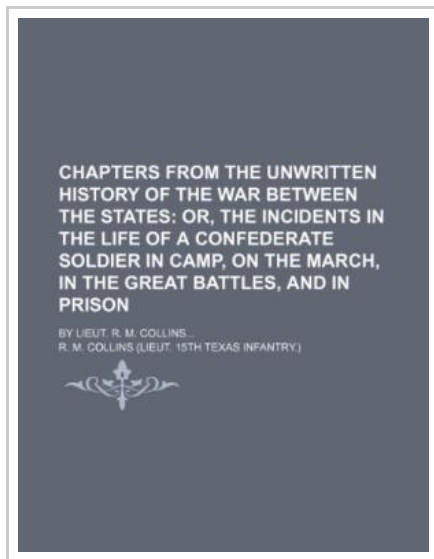 CHAPTERS FROM THE UNWRITTEN
HISTORY OF THE WAR BETWEEN
THE STATES: OR, THE INCIDENTS IN
THE LIFE OF A CONFEDERATE
SOLDIER IN CAMP, ON THE MARCH,
IN THE GREAT BATTLES, AND IN
PRISON
BY LIEUT. R. M. COLLINS...
R. M. COLLINS (LIEUT. 15TH TEXAS INFANTRY.)